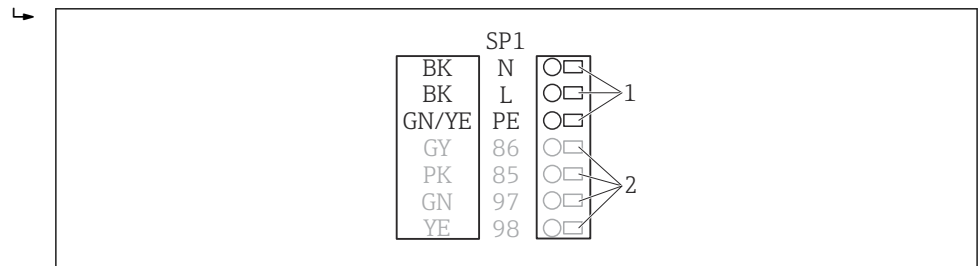 SP1
BK N
BK L 1
GN/YE PE
GY 86
PK 85 2
GN 97
YE 98